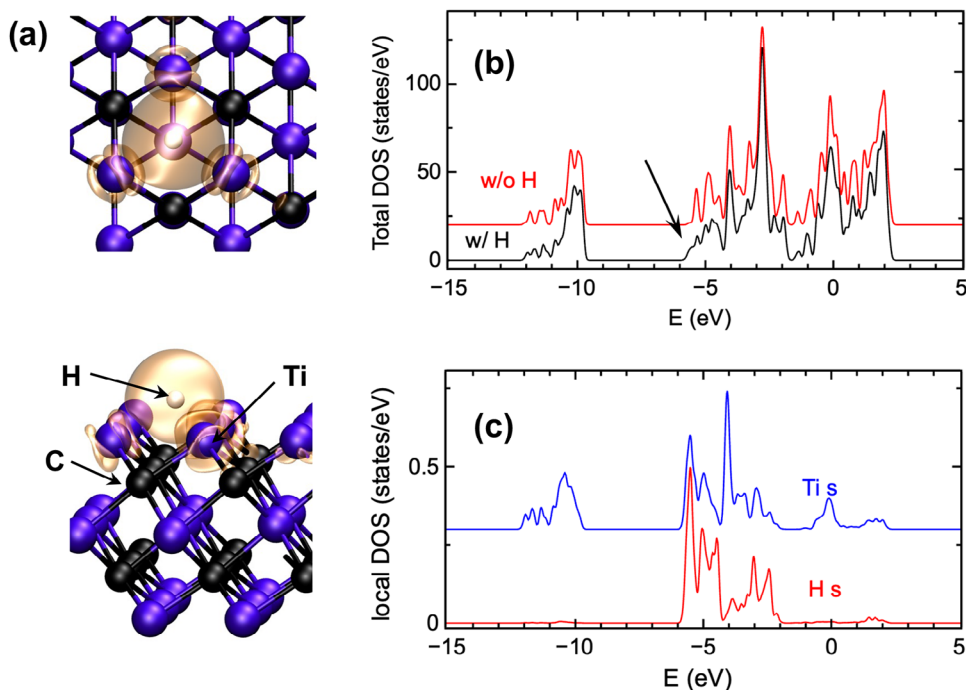 (a)
H
Ti
C
(b)
Total DOS (states/eV)
100
50
0
w/o H
w/ H
−15
−10
−5
0
5
E (eV)
(c)
local DOS (states/eV)
0.5
0
Ti s
H s
−15
−10
−5
0
5
E (eV)